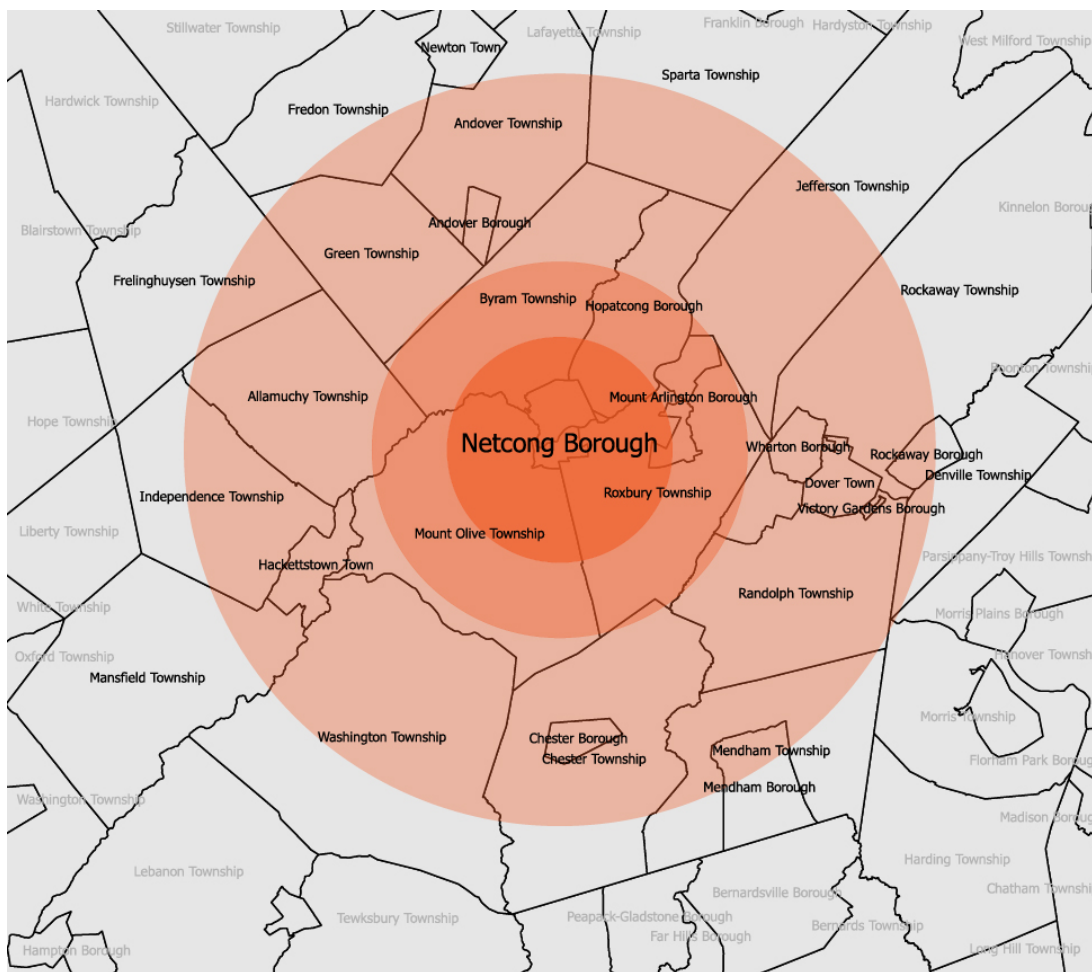 Stillwater Township
Franklin Borough
Hardyston Township
Lafayette Township
West Milford Township
Newton Town
Sparta Township
Hardwick Township
Fredon Township
Andover Township
Jefferson Township
Kinnelon Borough
Andover Borough
Blairstown Township
Green Township
Frelinghuysen Township
Rockaway Township
Byram Township
Hopatcong Borough
Boonton Township
Allamuchy Township
Mount Arlington Borough
Hope Township
Netcong Borough
Wharton Borough
Rockaway Borough
Denville Township
Dover Town
Independence Township
Roxbury Township
Victory Gardens Borough
Liberty Township
Mount Olive Township
Parsippany-Troy Hills Township
Hackettstown Town
Randolph Township
White Township
Morris Plains Borough
Oxford Township
Hanover Township
Mansfield Township
Morris Township
Washington Township
Chester Borough
Mendham Township
Chester Township
Florham Park Borough
Mendham Borough
Washington Township
Madison Borough
Harding Township
Lebanon Township
Chatham Township
Bernardsville Borough
Tewksbury Township
Peapack-Gladstone Borough
Bernards Township
Far Hills Borough
Hampton Borough
Long Hill Township